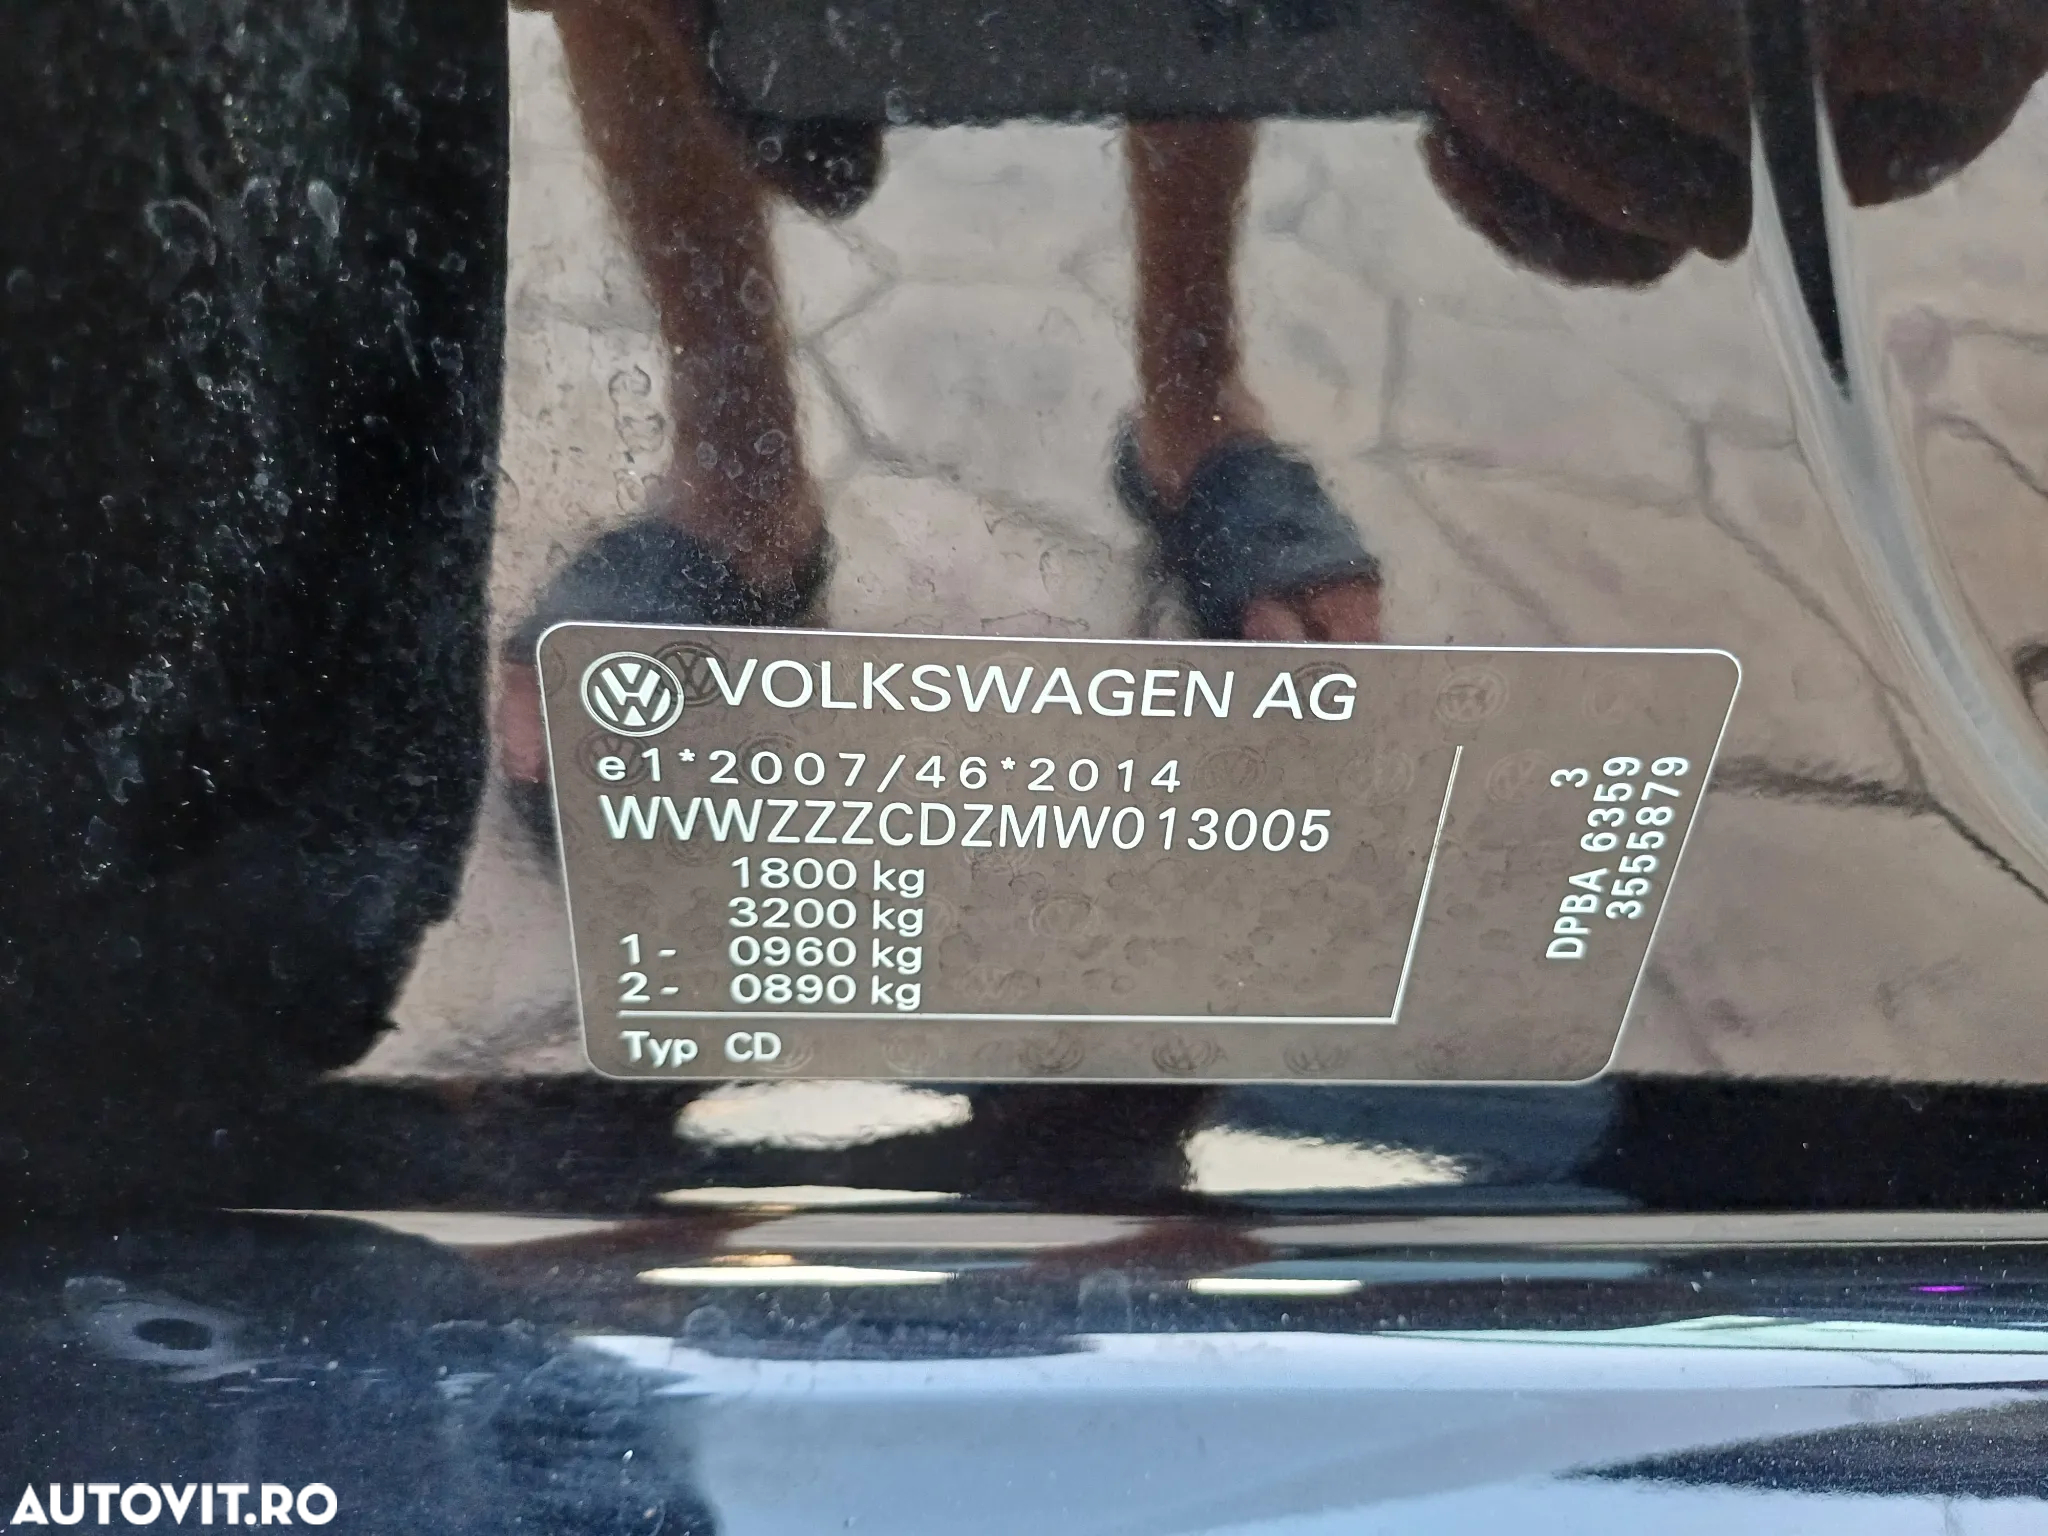 VOLKSWAGEN AG
e1*2007/46*2014
WVWZZZCDZMW013005
1800 kg
3200 kg
1- 0960 kg
2- 0890 kg
Typ CD
3
DPBA 6359
3555879
AUTOVIT.RO